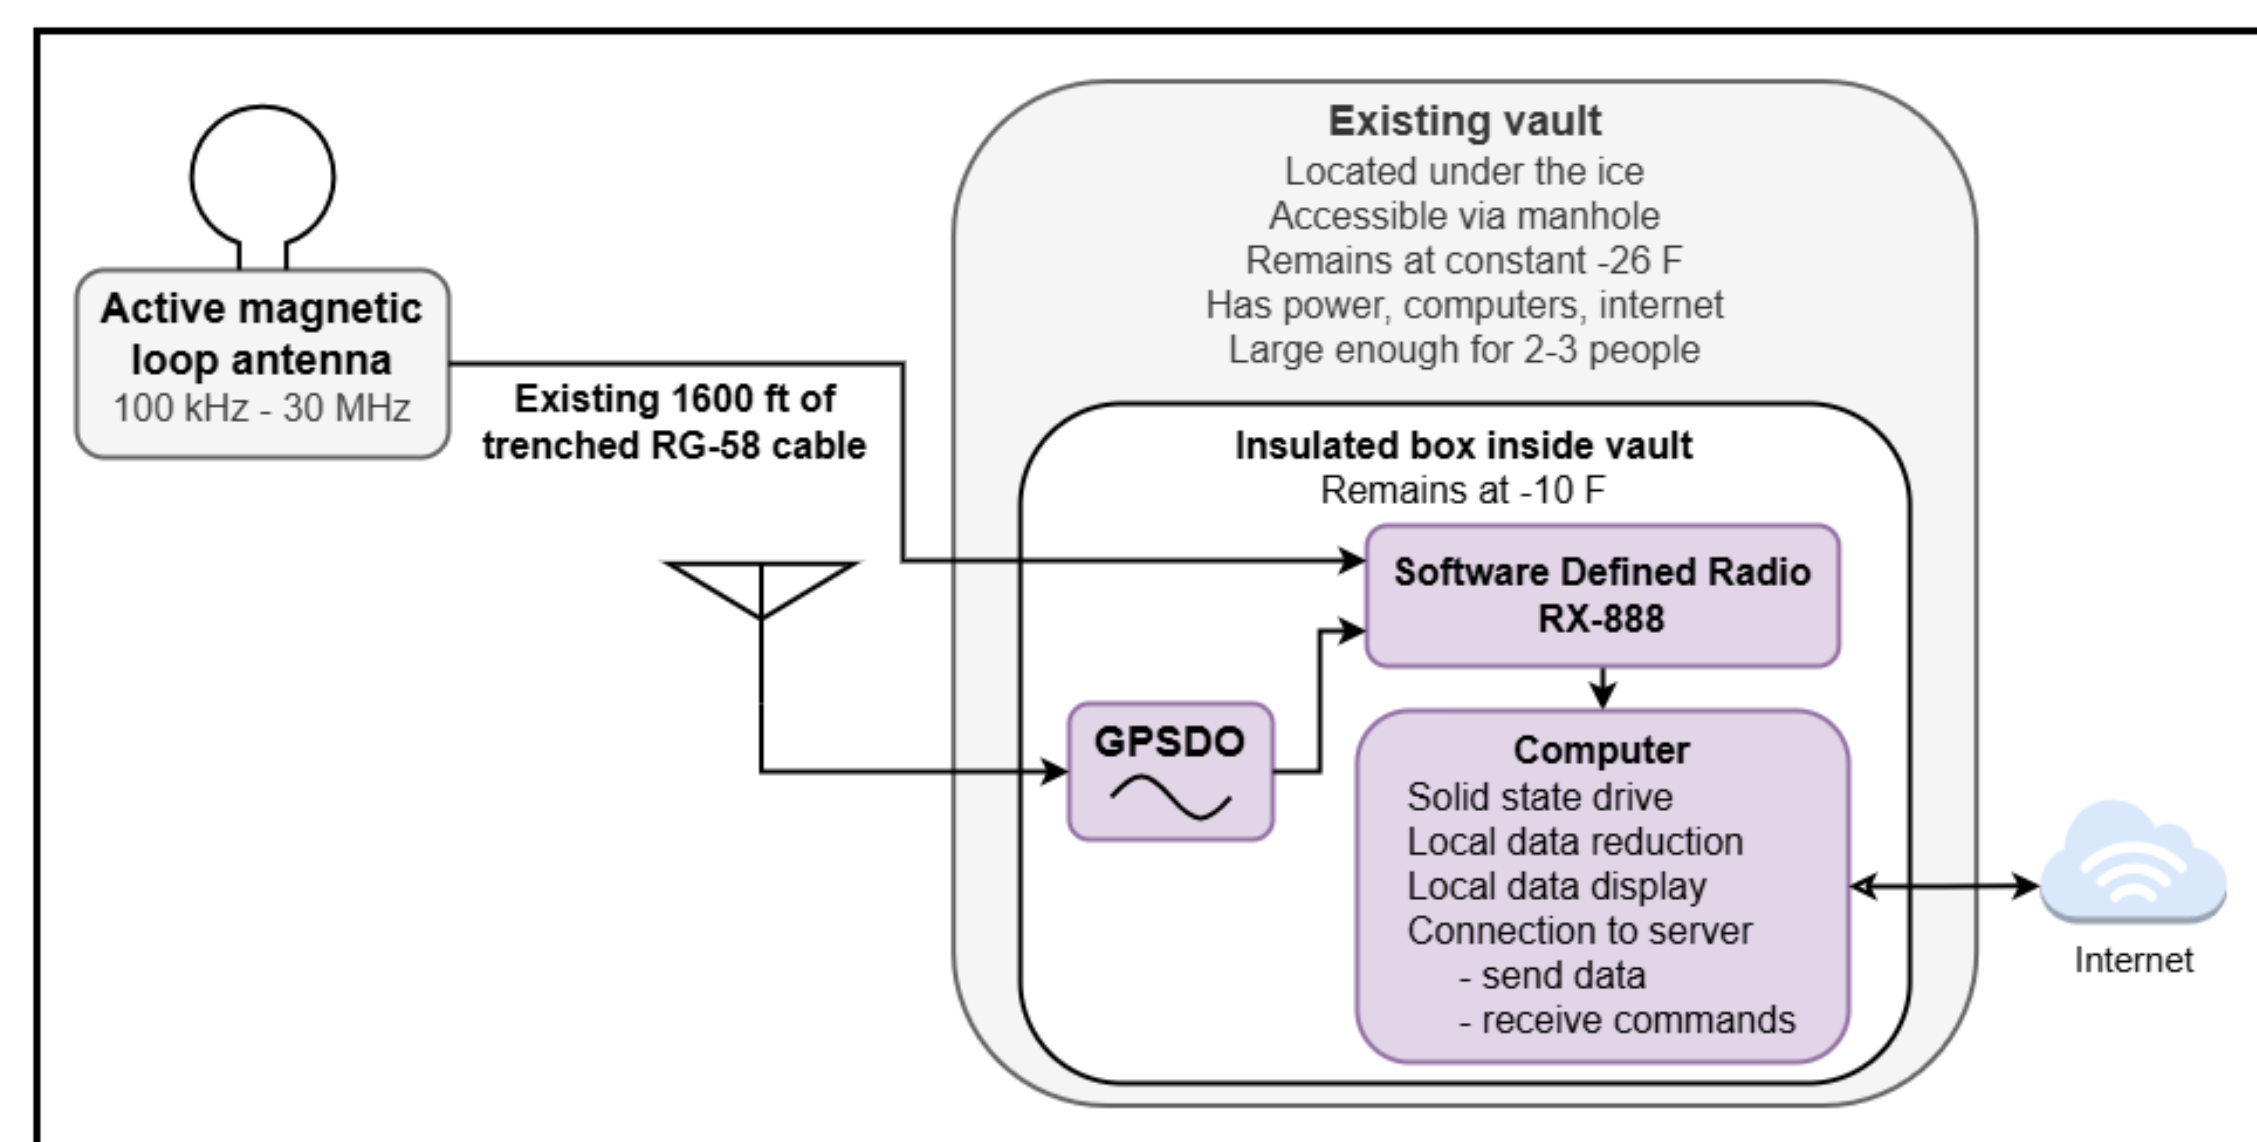 Active magnetic
loop antenna
100 kHz - 30 MHz
Existing 1600 ft of
trenched RG-58 cable
Existing vault
Located under the ice
Accessible via manhole
Remains at constant -26 F
Has power, computers, internet
Large enough for 2-3 people
Insulated box inside vault
Remains at -10 F
Software Defined Radio
RX-888
GPSDO
Computer
Solid state drive
Local data reduction
Local data display
Connection to server
- send data
- receive commands
Internet